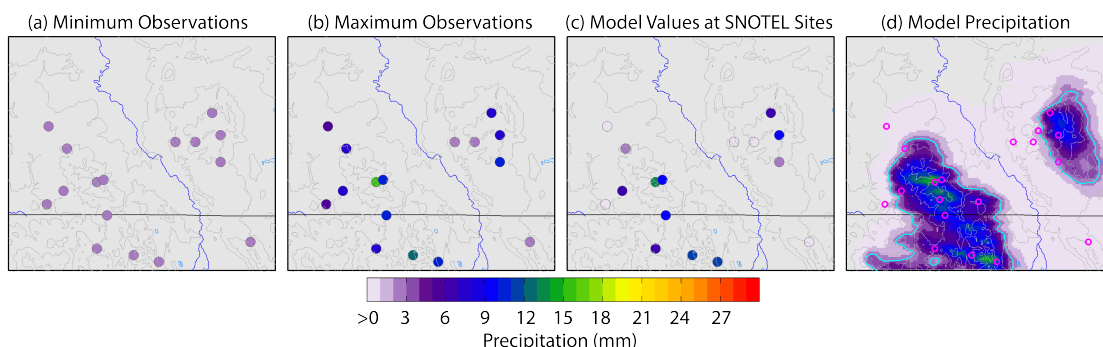 (a) Minimum Observations
(b) Maximum Observations
(c) Model Values at SNOTEL Sites
(d) Model Precipitation
>0 3 6 9 12 15 18 21 24 27
Precipitation (mm)